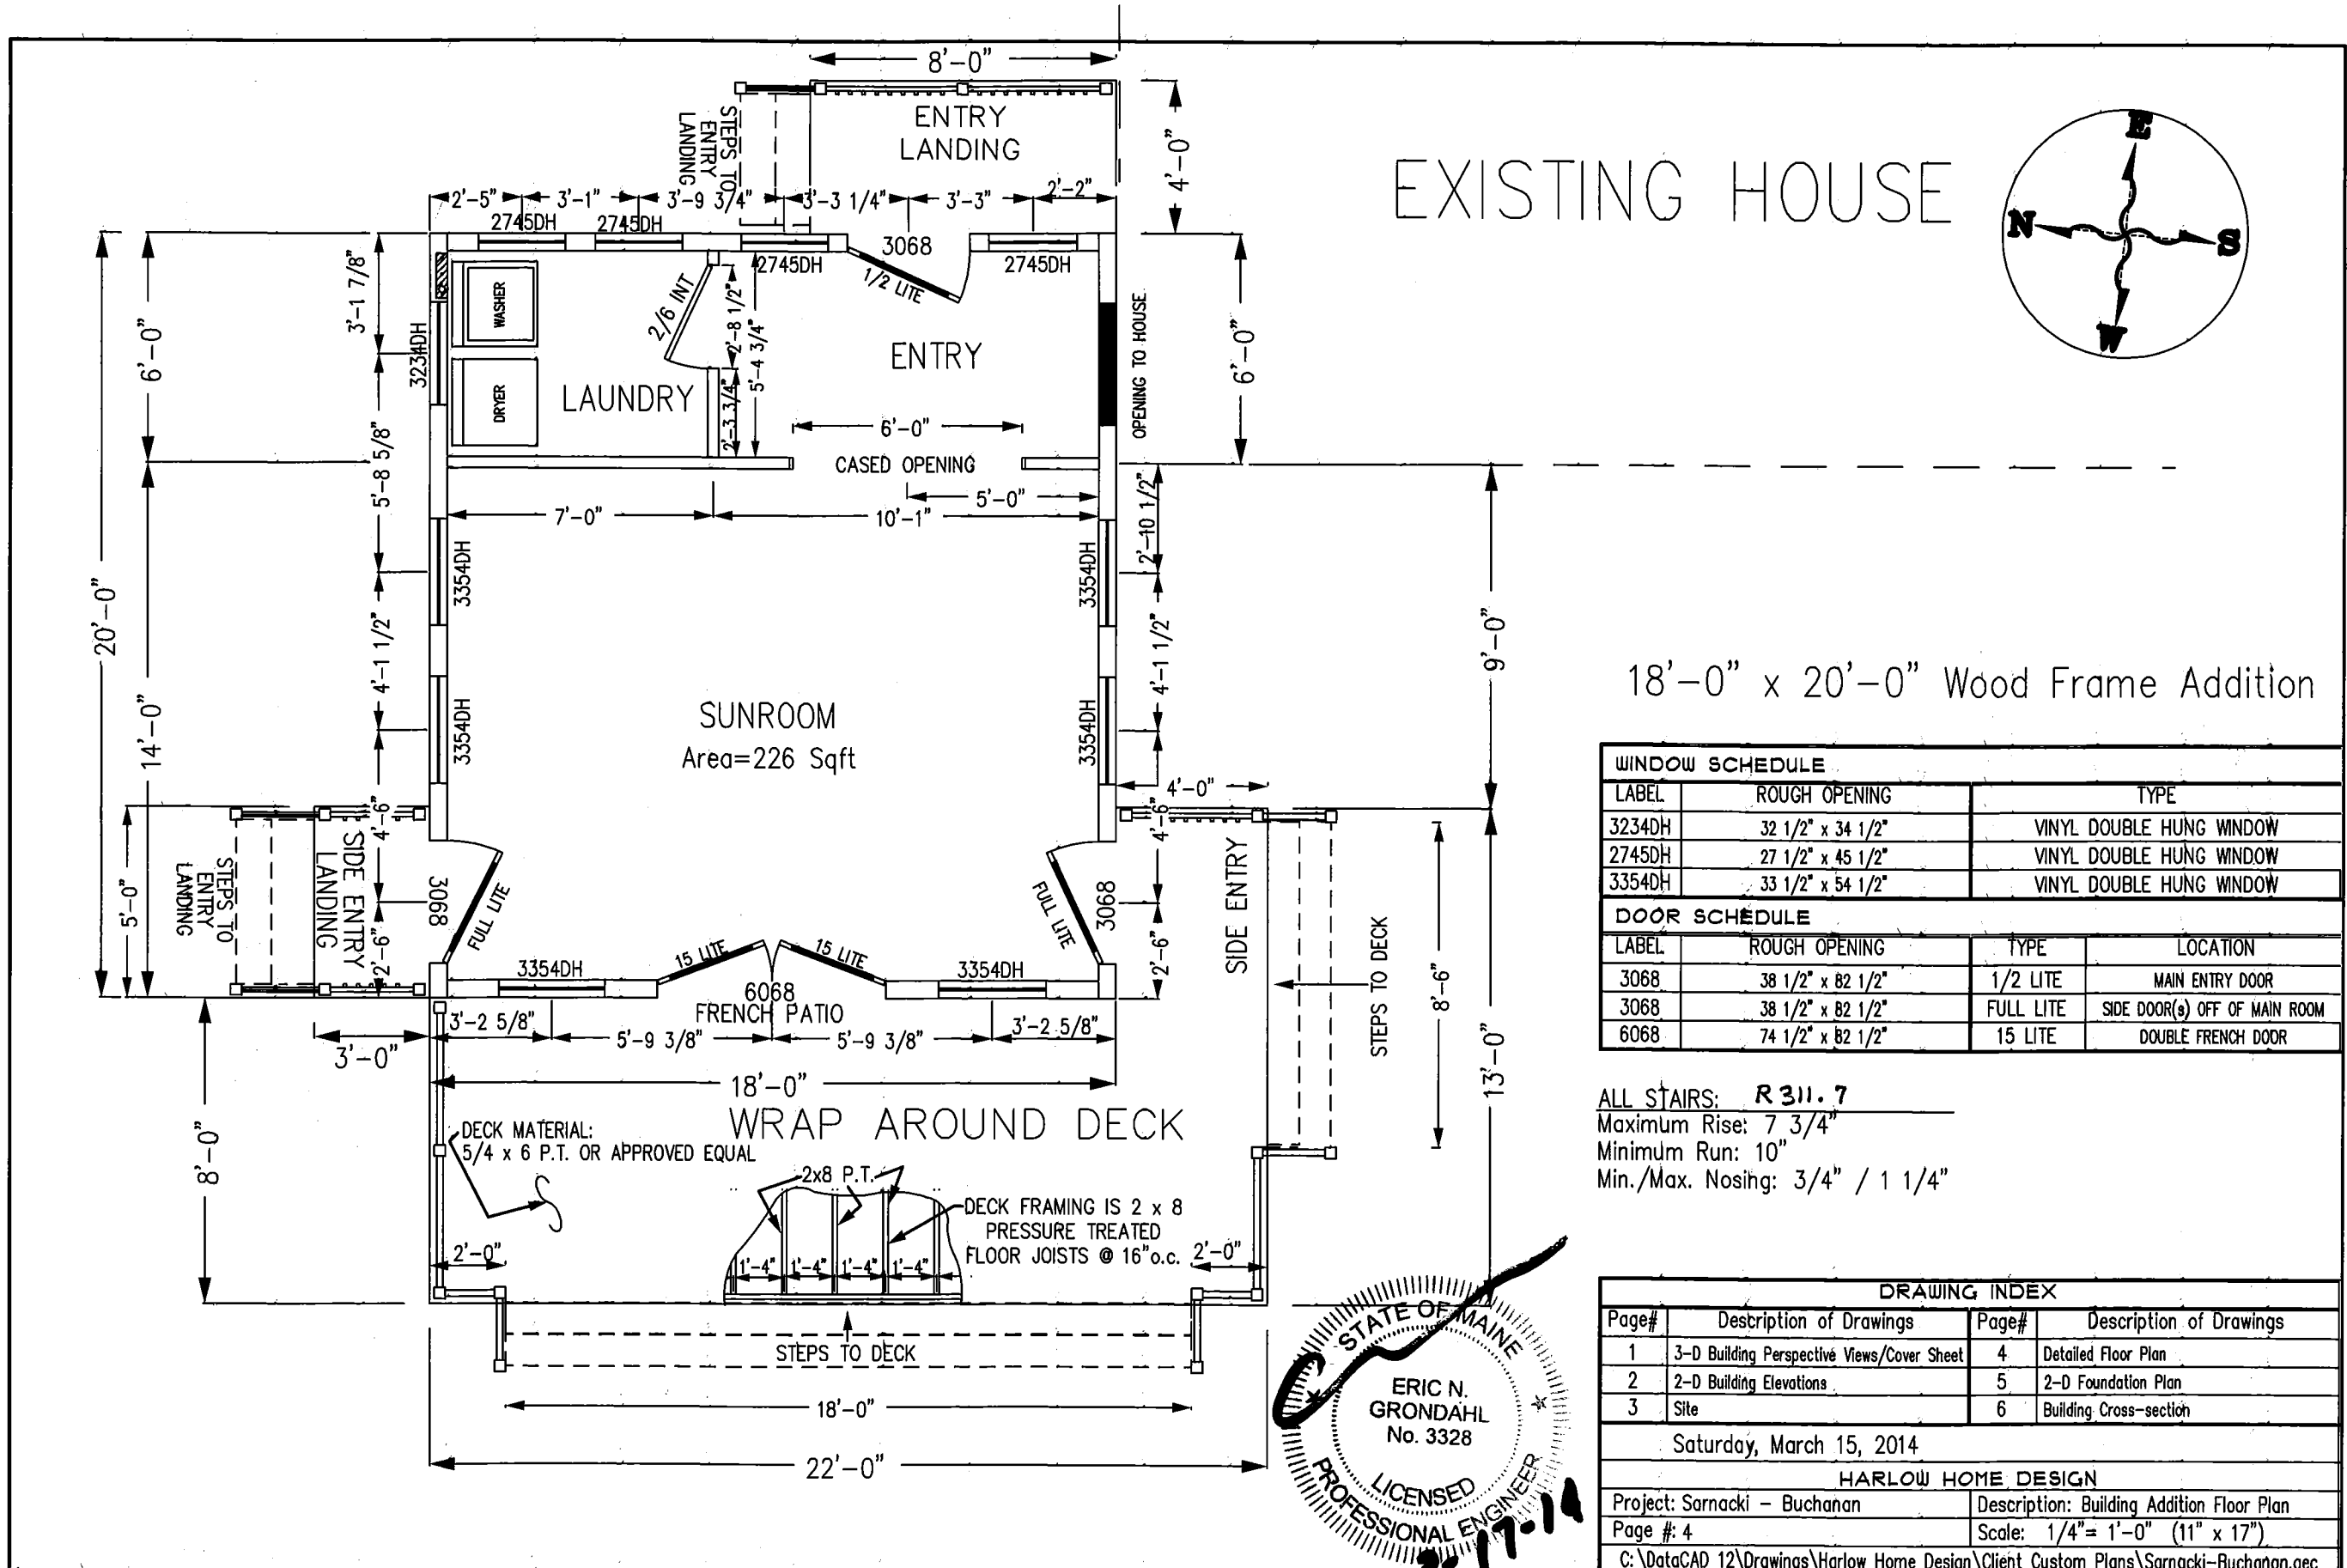 8'-0"
ENTRY
LANDING
STEPS TO
ENTRY
LANDING
4'-0"
EXISTING HOUSE
E
N
S
W
2'-5"
3'-1"
3'-9 3/4"
3'-3 1/4"
3'-3"
2'-2"
2745DH
2745DH
2745DH
3068
2745DH
1/2 LITE
3'-1 7/8"
6'-0"
3234DH
WASHER
DRYER
LAUNDRY
2/6 INT
2'-8 1/2"
5'-4 3/4"
2'-3 3/4"
ENTRY
OPENING TO HOUSE
6'-0"
6'-0"
CASED OPENING
5'-0"
7'-0"
10'-1"
5'-8 5/8"
2'-10 1/2"
20'-0"
14'-0"
3354DH
3354DH
4'-1 1/2"
4'-1 1/2"
9'-0"
3354DH
3354DH
SUNROOM
Area=226 Sqft
4'-6"
4'-0"
4'-6"
5'-0"
STEPS TO
ENTRY
LANDING
SIDE ENTRY
LANDING
3068
FULL LITE
2'-6"
FULL LITE
3068
2'-6"
SIDE ENTRY
STEPS TO DECK
8'-6"
13'-0"
3354DH
15 LITE
15 LITE
3354DH
6068
FRENCH PATIO
3'-0"
3'-2 5/8"
5'-9 3/8"
5'-9 3/8"
3'-2 5/8"
18'-0"
WRAP AROUND DECK
8'-0"
DECK MATERIAL:
5/4 x 6 P.T. OR APPROVED EQUAL
2x8 P.T.
DECK FRAMING IS 2 x 8
PRESSURE TREATED
FLOOR JOISTS @ 16"o.c.
2'-0"
1'-4" 1'-4" 1'-4" 1'-4"
2'-0"
STEPS TO DECK
18'-0"
22'-0"
18'-0" x 20'-0" Wood Frame Addition
WINDOW SCHEDULE
LABEL ROUGH OPENING TYPE
3234DH 32 1/2" x 34 1/2" VINYL DOUBLE HUNG WINDOW
2745DH 27 1/2" x 45 1/2" VINYL DOUBLE HUNG WINDOW
3354DH 33 1/2" x 54 1/2" VINYL DOUBLE HUNG WINDOW
DOOR SCHEDULE
LABEL ROUGH OPENING TYPE LOCATION
3068 38 1/2" x 82 1/2" 1/2 LITE MAIN ENTRY DOOR
3068 38 1/2" x 82 1/2" FULL LITE SIDE DOOR(s) OFF OF MAIN ROOM
6068 74 1/2" x 82 1/2" 15 LITE DOUBLE FRENCH DOOR
ALL STAIRS: R311.7
Maximum Rise: 7 3/4"
Minimum Run: 10"
Min./Max. Nosing: 3/4" / 1 1/4"
STATE OF MAINE
ERIC N.
GRONDAHL
No. 3328
LICENSED
PROFESSIONAL ENGINEER
DRAWING INDEX
Page# Description of Drawings Page# Description of Drawings
1 3-D Building Perspective Views/Cover Sheet 4 Detailed Floor Plan
2 2-D Building Elevations 5 2-D Foundation Plan
3 Site 6 Building Cross-section
Saturday, March 15, 2014
HARLOW HOME DESIGN
Project: Sarnacki - Buchanan Description: Building Addition Floor Plan
Page #: 4 Scale: 1/4"= 1'-0" (11" x 17")
C:\DataCAD 12\Drawings\Harlow Home Design\Client Custom Plans\Sarnacki-Buchanan.aec